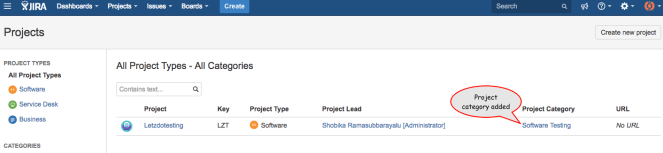 JIRA Dashboards Projects Issues Boards Create Search
Projects Create new project
PROJECT TYPES
All Project Types
Software
Service Desk
Business
CATEGORIES
All Project Types - All Categories
Contains text...
Project
category added
Project Key Project Type Project Lead Project Category URL
Letzdotesting LZT Software Shobika Ramasubbarayalu [Administrator] Software Testing No URL